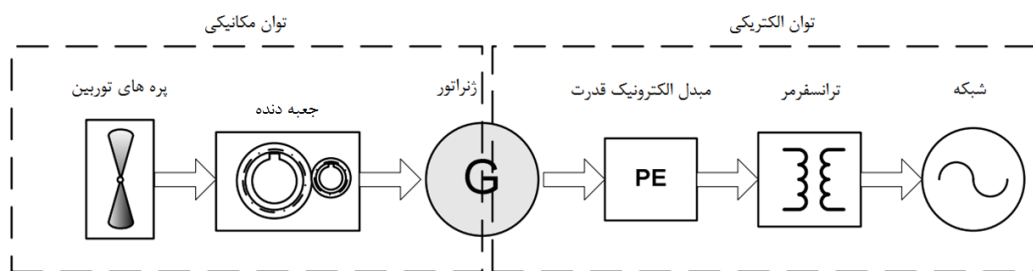 توان الکتریکی
توان مکانیکی
شبکه
ترانسفرمر
مبدل الکترونیک قدرت
ژنراتور
جعبه دنده
پره های توربین
G
PE